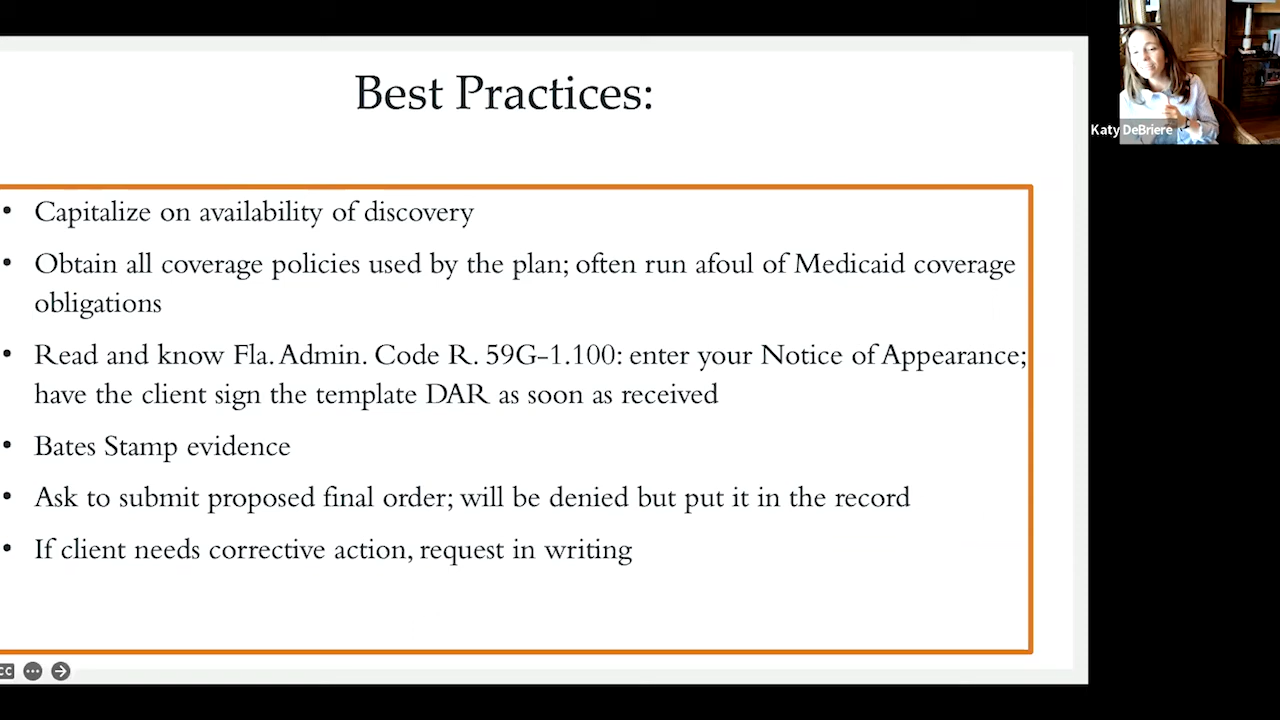 Best Practices:
Katy DeBriere
• Capitalize on availability of discovery
• Obtain all coverage policies used by the plan; often run afoul of Medicaid coverage
obligations
• Read and know Fla. Admin. Code R. 59G-1.100: enter your Notice of Appearance;
have the client sign the template DAR as soon as received
• Bates Stamp evidence
• Ask to submit proposed final order; will be denied but put it in the record
• If client needs corrective action, request in writing
CC